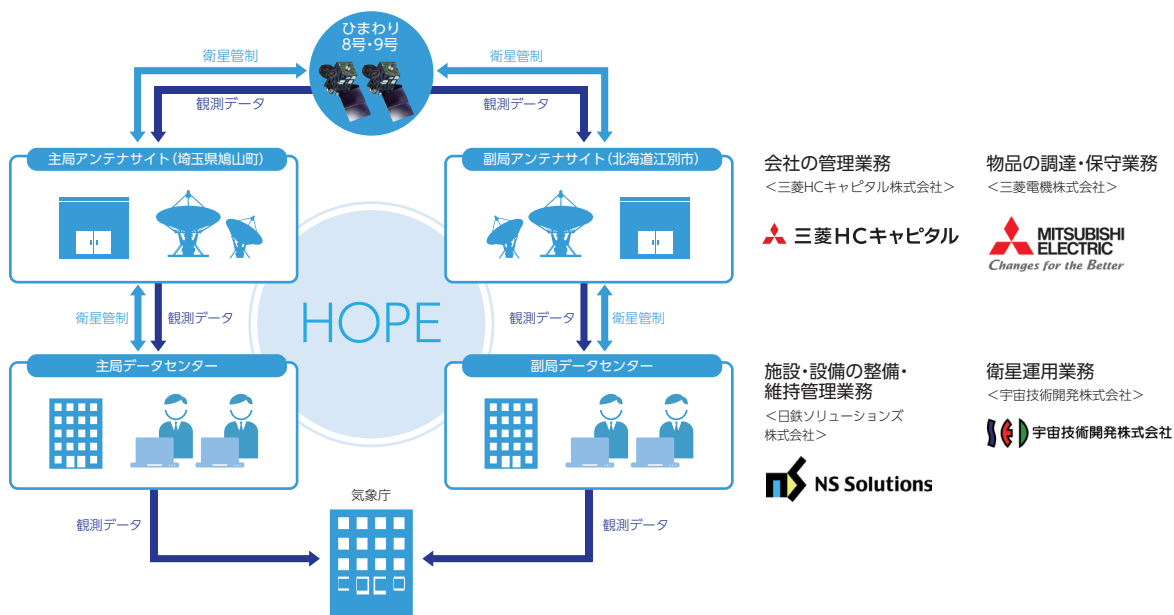 ひまわり
8号・9号
衛星管制
衛星管制
観測データ
観測データ
主局アンテナサイト（埼玉県鳩山町）
副局アンテナサイト（北海道江別市）
HOPE
衛星管制
観測データ
観測データ
衛星管制
主局データセンター
副局データセンター
気象庁
観測データ
観測データ
会社の管理業務
＜三菱HCキャピタル株式会社＞
三菱HCキャピタル
物品の調達・保守業務
＜三菱電機株式会社＞
MITSUBISHI
ELECTRIC
Changes for the Better
施設・設備の整備・
維持管理業務
＜日鉄ソリューションズ
株式会社＞
NS Solutions
衛星運用業務
＜宇宙技術開発株式会社＞
SED 宇宙技術開発株式会社